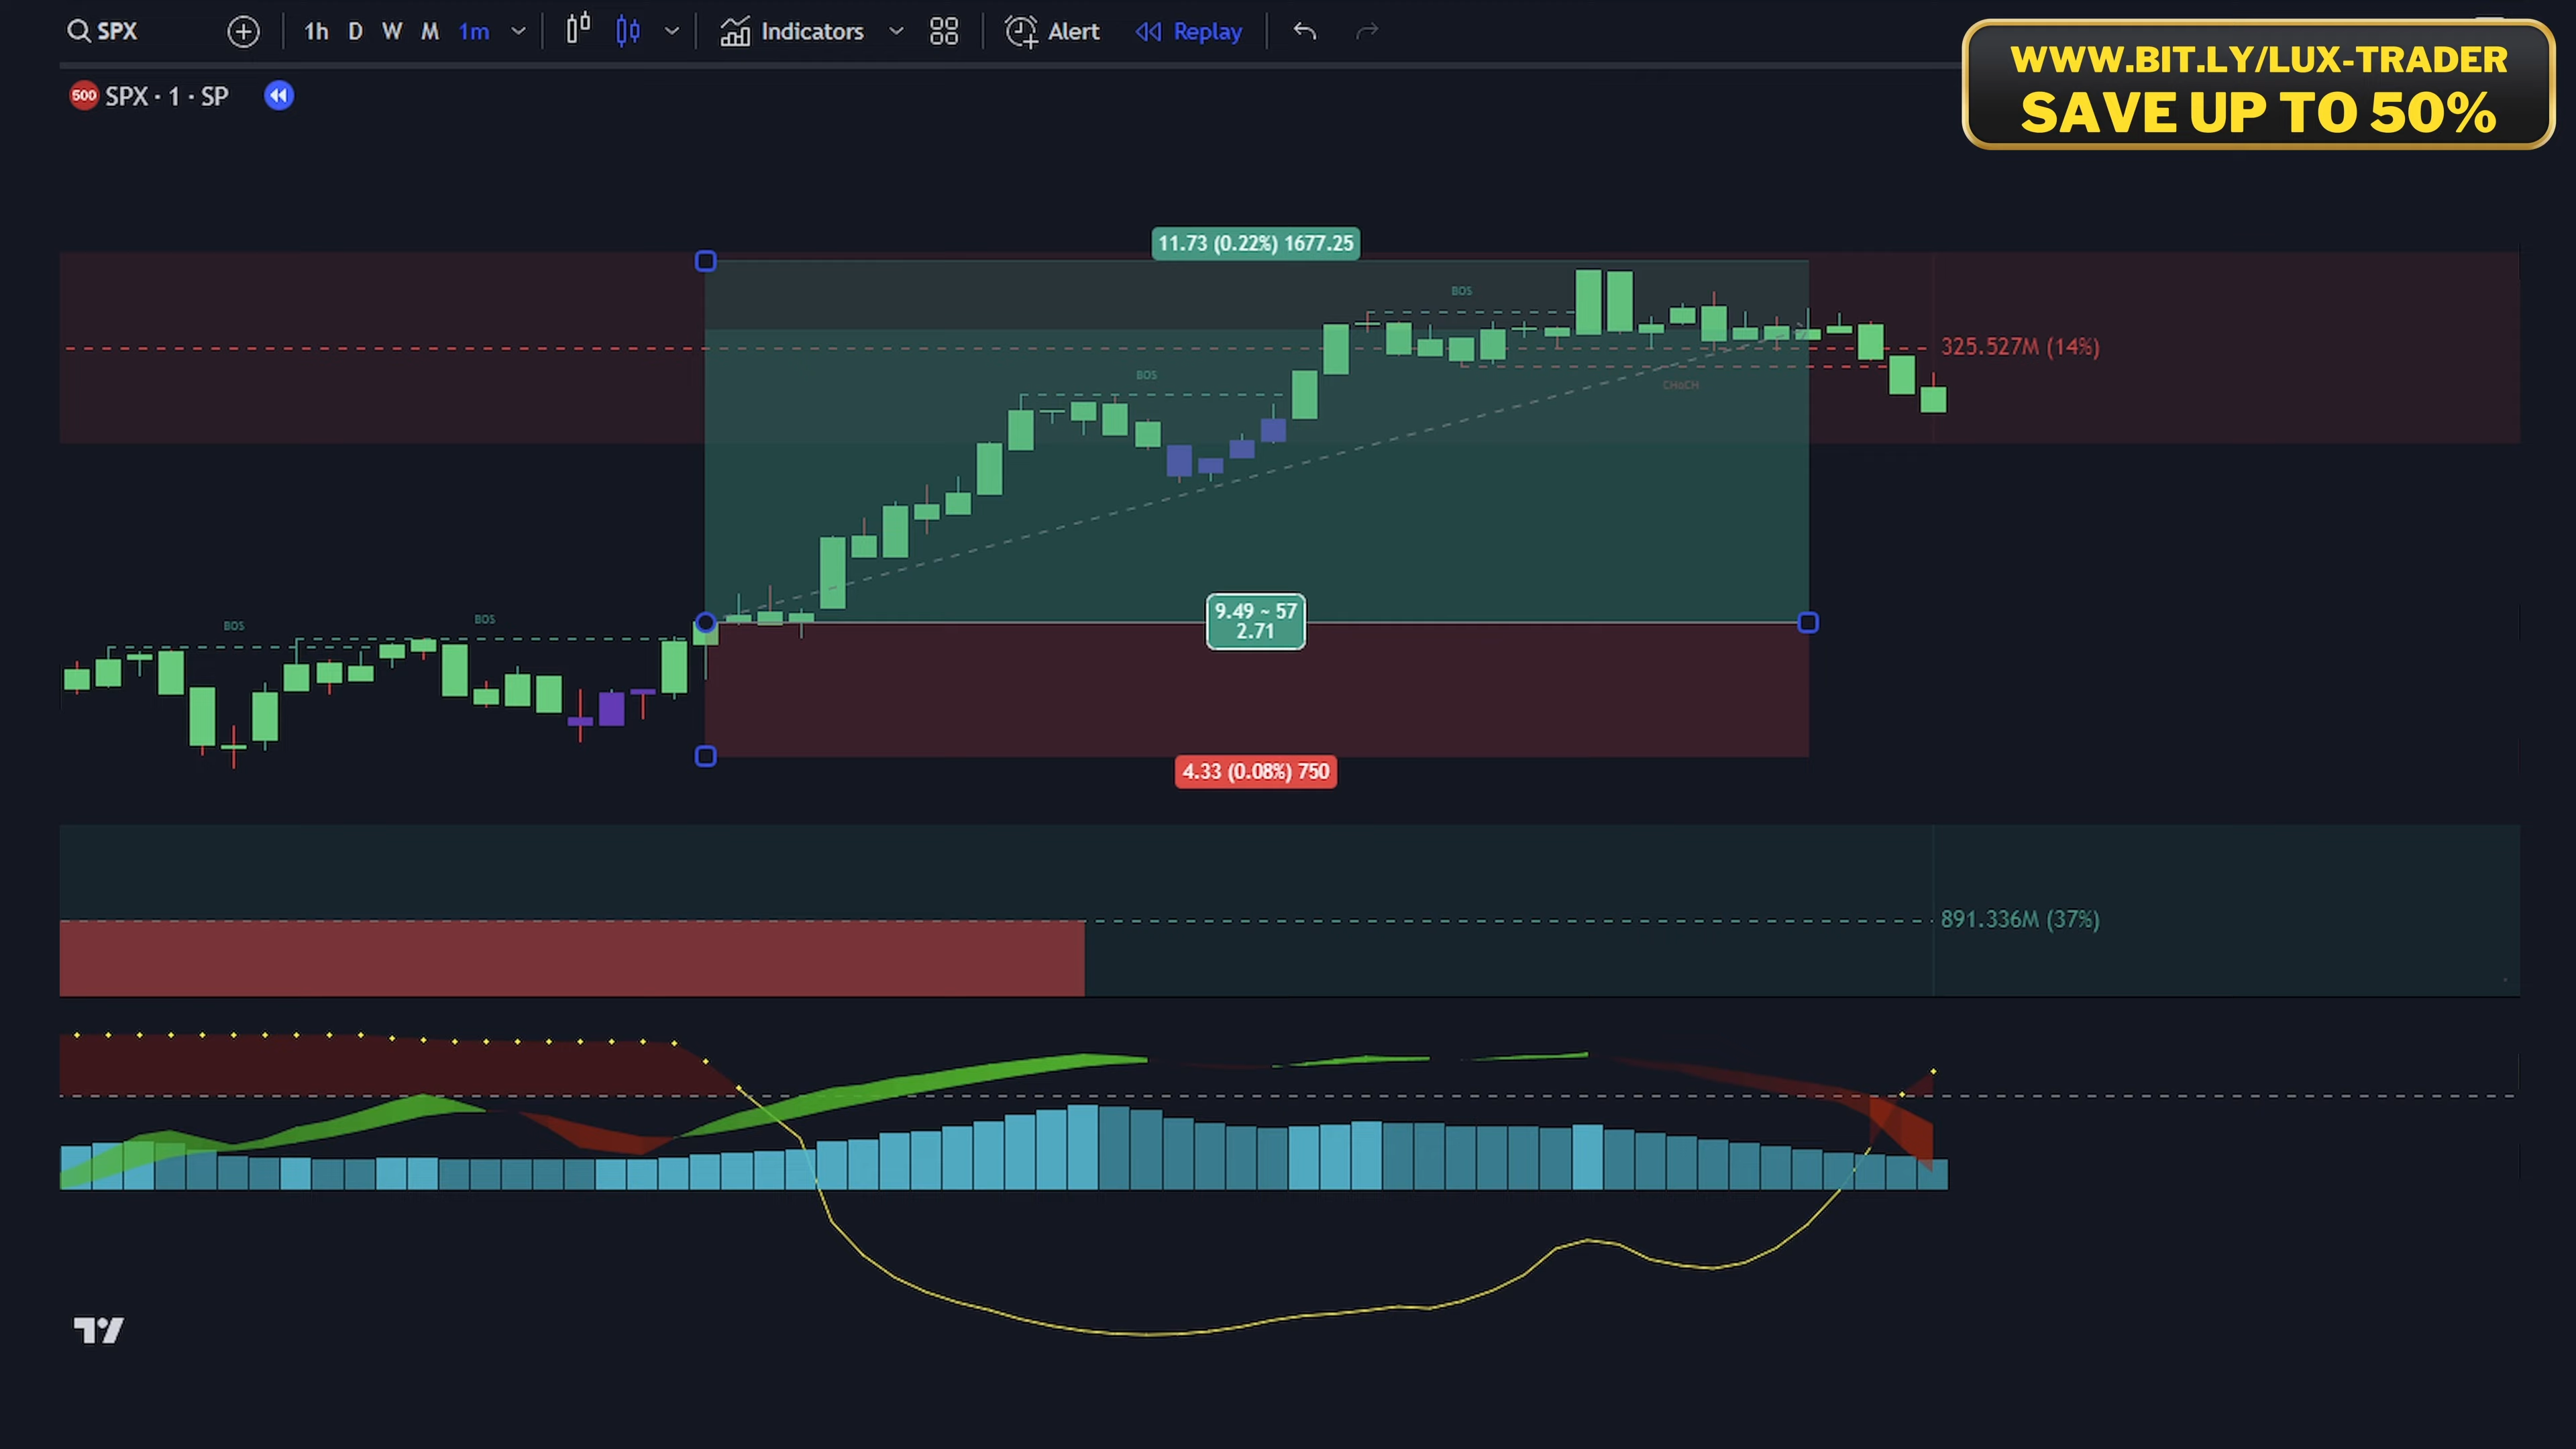 SPX
1h D W M 1m Indicators Alert Replay
WWW.BIT.LY/LUX-TRADER
SAVE UP TO 50%
500 SPX · 1 · SP
11.73 (0.22%) 1677.25
BOS
325.527M (14%)
BOS
CHoCH
9.49 ~ 57
2.71
BOS
BOS
4.33 (0.08%) 750
891.336M (37%)